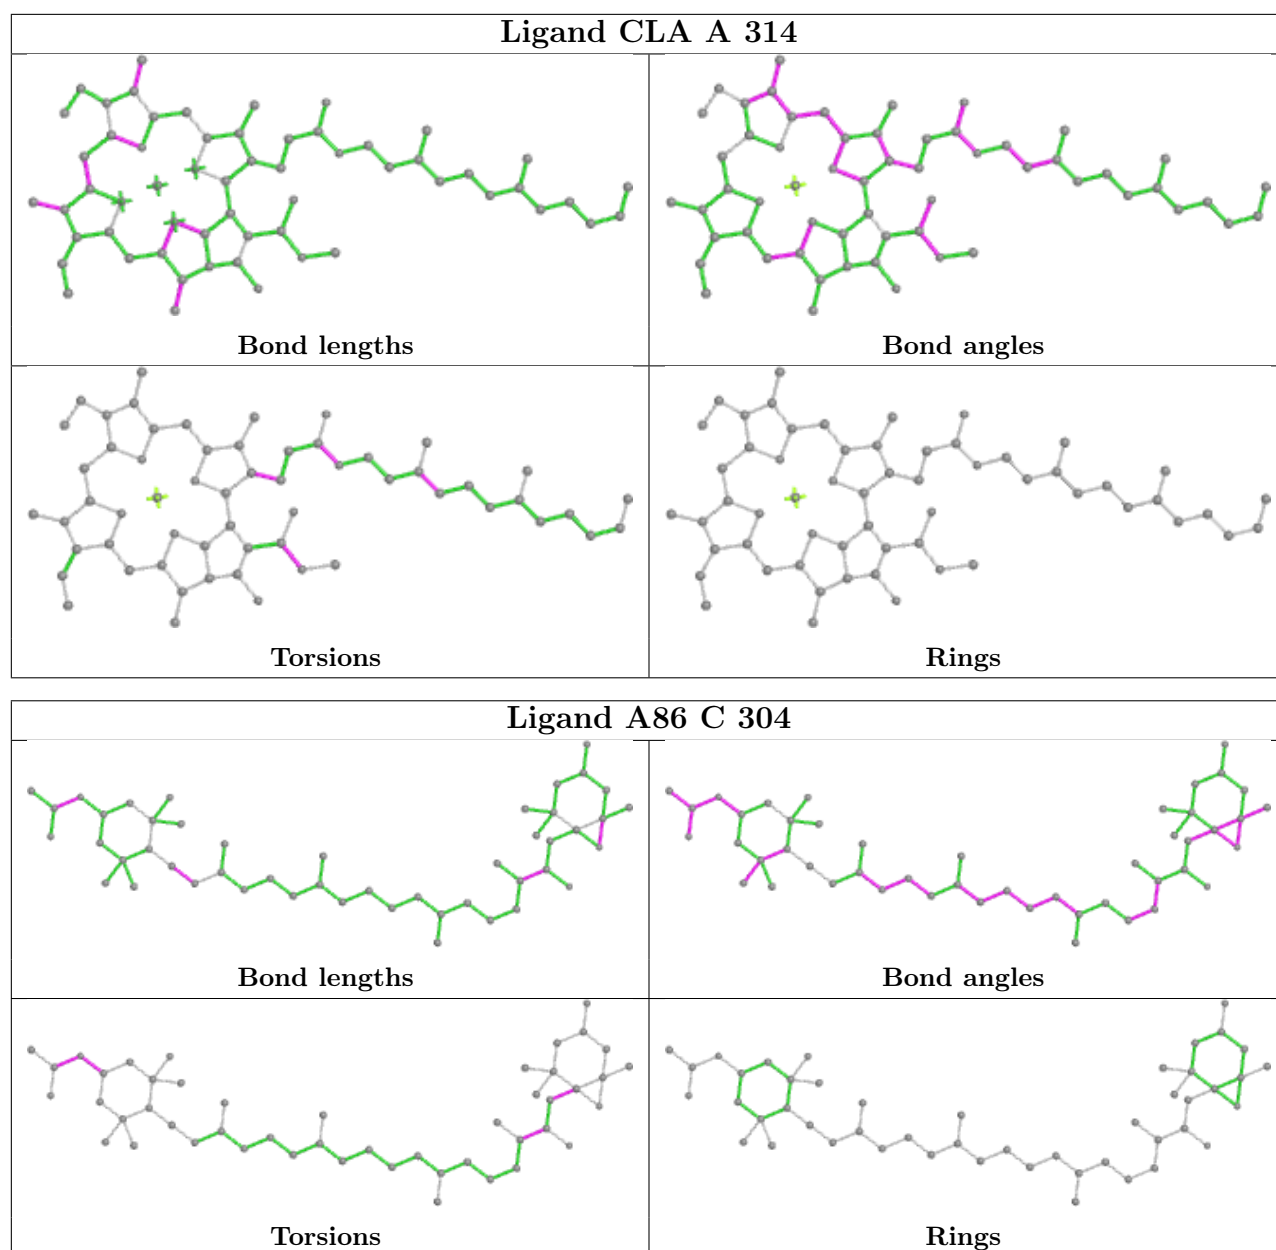 Ligand CLA A 314
Bond lengths
Bond angles
Torsions
Rings
Ligand A86 C 304
Bond lengths
Bond angles
Torsions
Rings